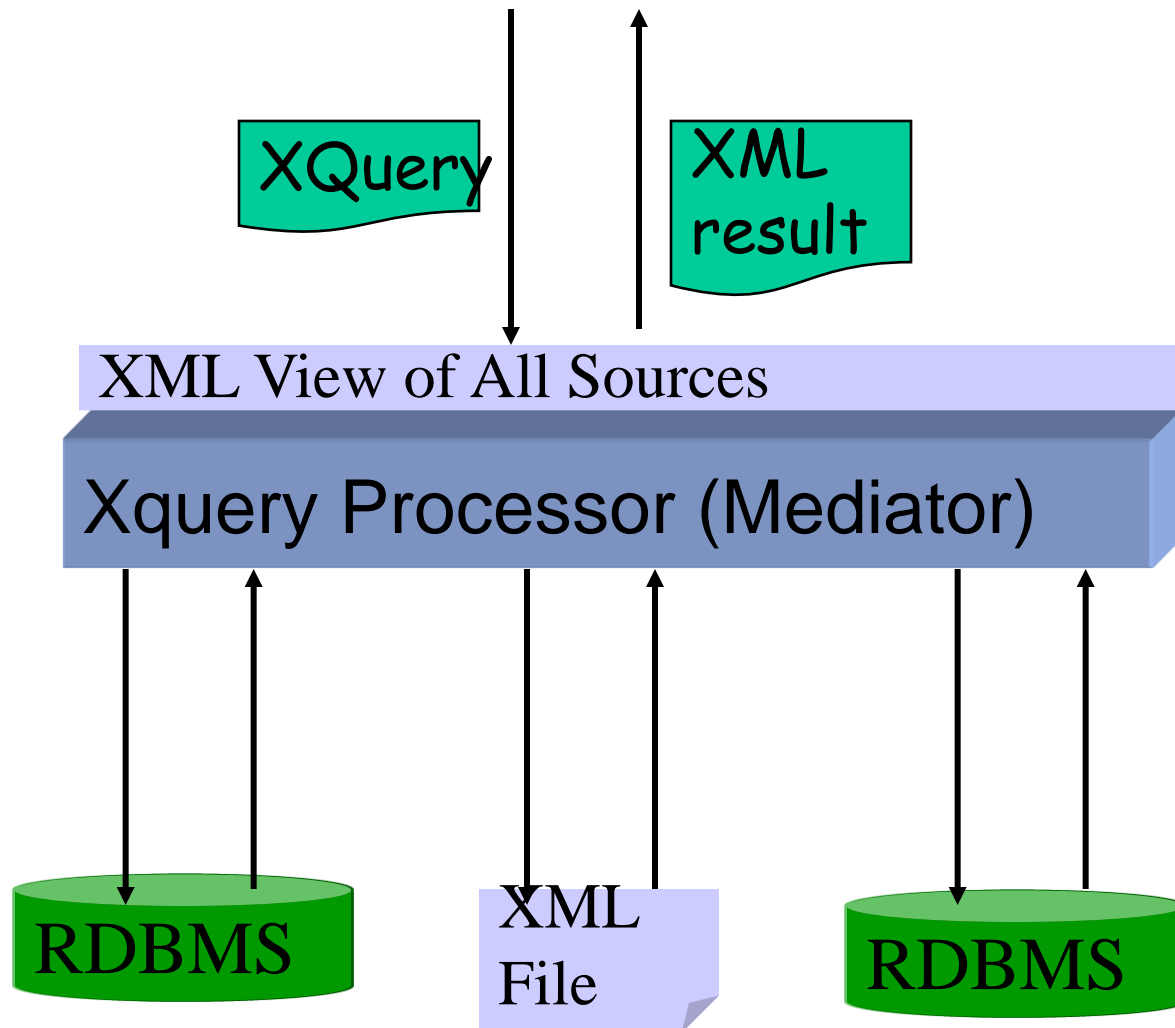 XQuery
XML
result
XML View of All Sources
Xquery Processor (Mediator)
RDBMS
XML
File
RDBMS